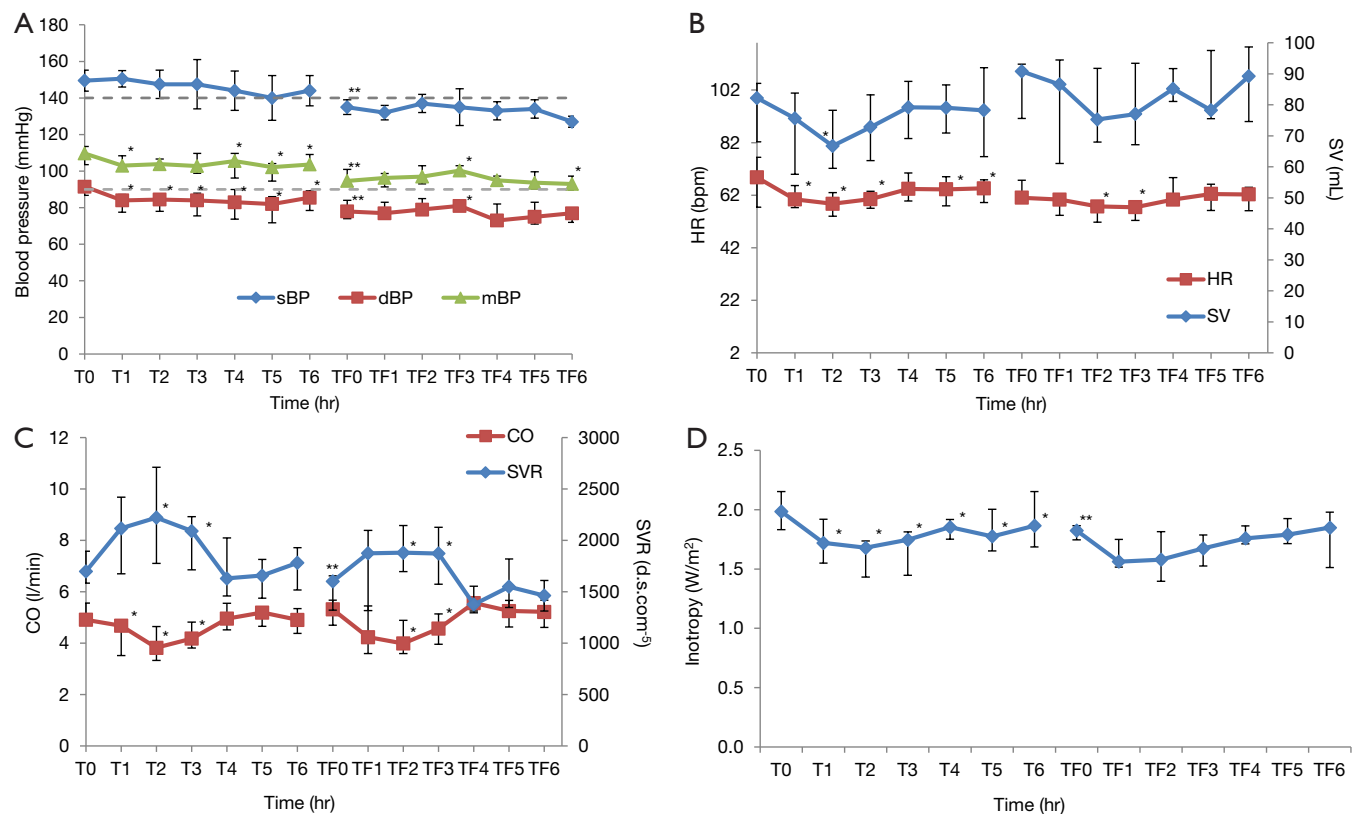 A
180
160
140
120
100
80
60
40
20
0
Blood pressure (mmHg)
** * * * * ** * * * * * * * * ** *
sBP dBP mBP
T0 T1 T2 T3 T4 T5 T6 TF0 TF1 TF2 TF3 TF4 TF5 TF6
Time (hr)
B
102
82
62
42
22
2
HR (bpm)
100
90
80
70
60
50
40
30
20
10
0
SV (mL)
* * * * * * * * *
HR
SV
T0 T1 T2 T3 T4 T5 T6 TF0 TF1 TF2 TF3 TF4 TF5 TF6
Time (hr)
C
CO
SVR
12
10
8
6
4
2
0
CO (l/min)
3000
2500
2000
1500
1000
500
0
SVR (d.s.com-5)
* * ** * * * * * * *
T0 T1 T2 T3 T4 T5 T6 TF0 TF1 TF2 TF3 TF4 TF5 TF6
Time (hr)
D
2.5
2.0
1.5
1.0
0.5
0.0
Inotropy (W/m²)
* * * * * * **
T0 T1 T2 T3 T4 T5 T6 TF0 TF1 TF2 TF3 TF4 TF5 TF6
Time (hr)